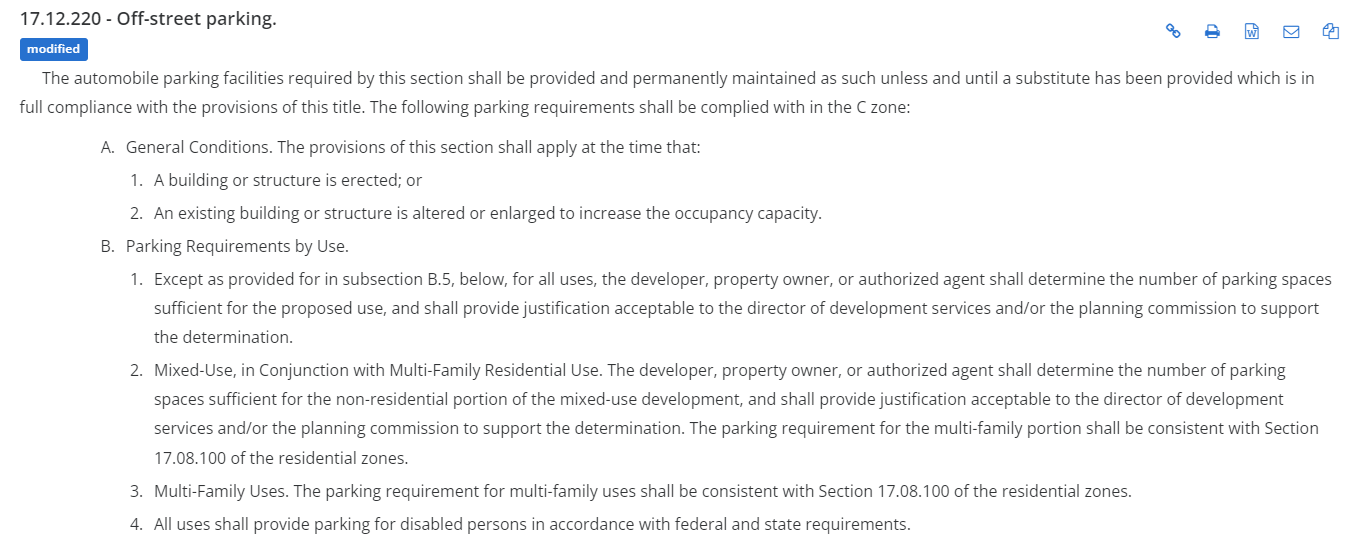 17.12.220 - Off-street parking.
modified
The automobile parking facilities required by this section shall be provided and permanently maintained as such unless and until a substitute has been provided which is in
full compliance with the provisions of this title. The following parking requirements shall be complied with in the C zone:
A. General Conditions. The provisions of this section shall apply at the time that:
1. A building or structure is erected; or
2. An existing building or structure is altered or enlarged to increase the occupancy capacity.
B. Parking Requirements by Use.
1. Except as provided for in subsection B.5, below, for all uses, the developer, property owner, or authorized agent shall determine the number of parking spaces
sufficient for the proposed use, and shall provide justification acceptable to the director of development services and/or the planning commission to support
the determination.
2. Mixed-Use, in Conjunction with Multi-Family Residential Use. The developer, property owner, or authorized agent shall determine the number of parking
spaces sufficient for the non-residential portion of the mixed-use development, and shall provide justification acceptable to the director of development
services and/or the planning commission to support the determination. The parking requirement for the multi-family portion shall be consistent with Section
17.08.100 of the residential zones.
3. Multi-Family Uses. The parking requirement for multi-family uses shall be consistent with Section 17.08.100 of the residential zones.
4. All uses shall provide parking for disabled persons in accordance with federal and state requirements.